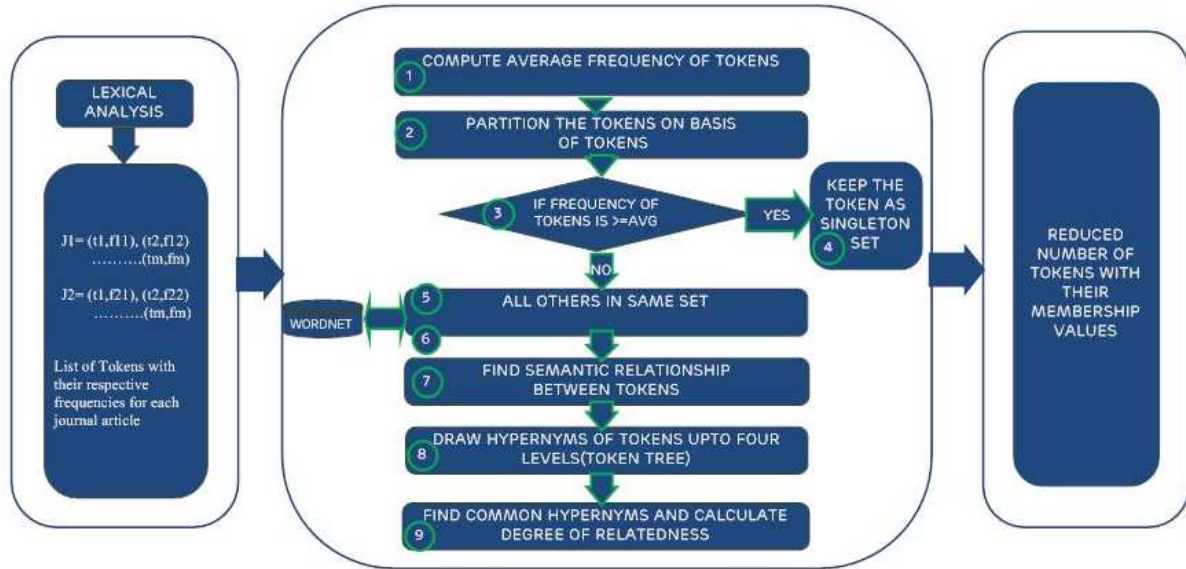 LEXICAL
ANALYSIS
J1= (t1,f11), (t2,f12)
..........(tm,fm)
J2= (t1,f21), (t2,f22)
..........(tm,fm)
List of Tokens with
their respective
frequencies for each
journal article
COMPUTE AVERAGE FREQUENCY OF TOKENS
1
PARTITION THE TOKENS ON BASIS
OF TOKENS
2
IF FREQUENCY OF
TOKENS IS >=AVG
3
YES
KEEP THE
TOKEN AS
SINGLETON
SET
4
NO
5
ALL OTHERS IN SAME SET
WORDNET
6
FIND SEMANTIC RELATIONSHIP
BETWEEN TOKENS
7
DRAW HYPERNYMS OF TOKENS UPTO FOUR
LEVELS(TOKEN TREE)
8
FIND COMMON HYPERNYMS AND CALCULATE
DEGREE OF RELATEDNESS
9
REDUCED
NUMBER OF
TOKENS WITH
THEIR
MEMBERSHIP
VALUES